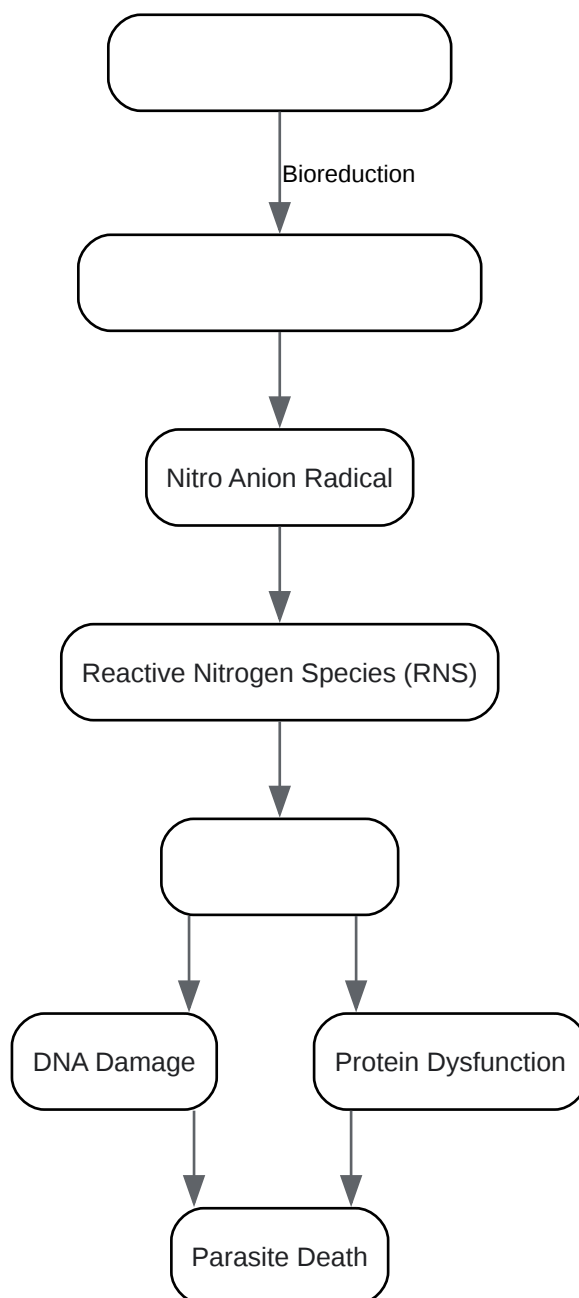 Bioreduction
Nitro Anion Radical
Reactive Nitrogen Species (RNS)
DNA Damage
Protein Dysfunction
Parasite Death